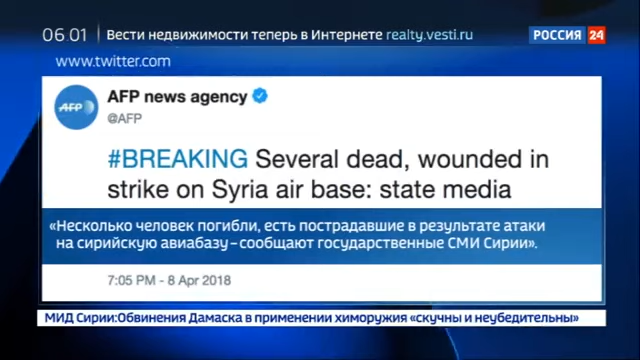 06.01 Вести недвижимости теперь в Интернете realty.vesti.ru РОССИЯ 24
www.twitter.com
AFP AFP news agency
@AFP
#BREAKING Several dead, wounded in
strike on Syria air base: state media
«Несколько человек погибли, есть пострадавшие в результате атаки
на сирийскую авиабазу – сообщают государственные СМИ Сирии».
7:05 PM - 8 Apr 2018
МИД Сирии:Обвинения Дамаска в применении химоружия «скучны и неубедительны»